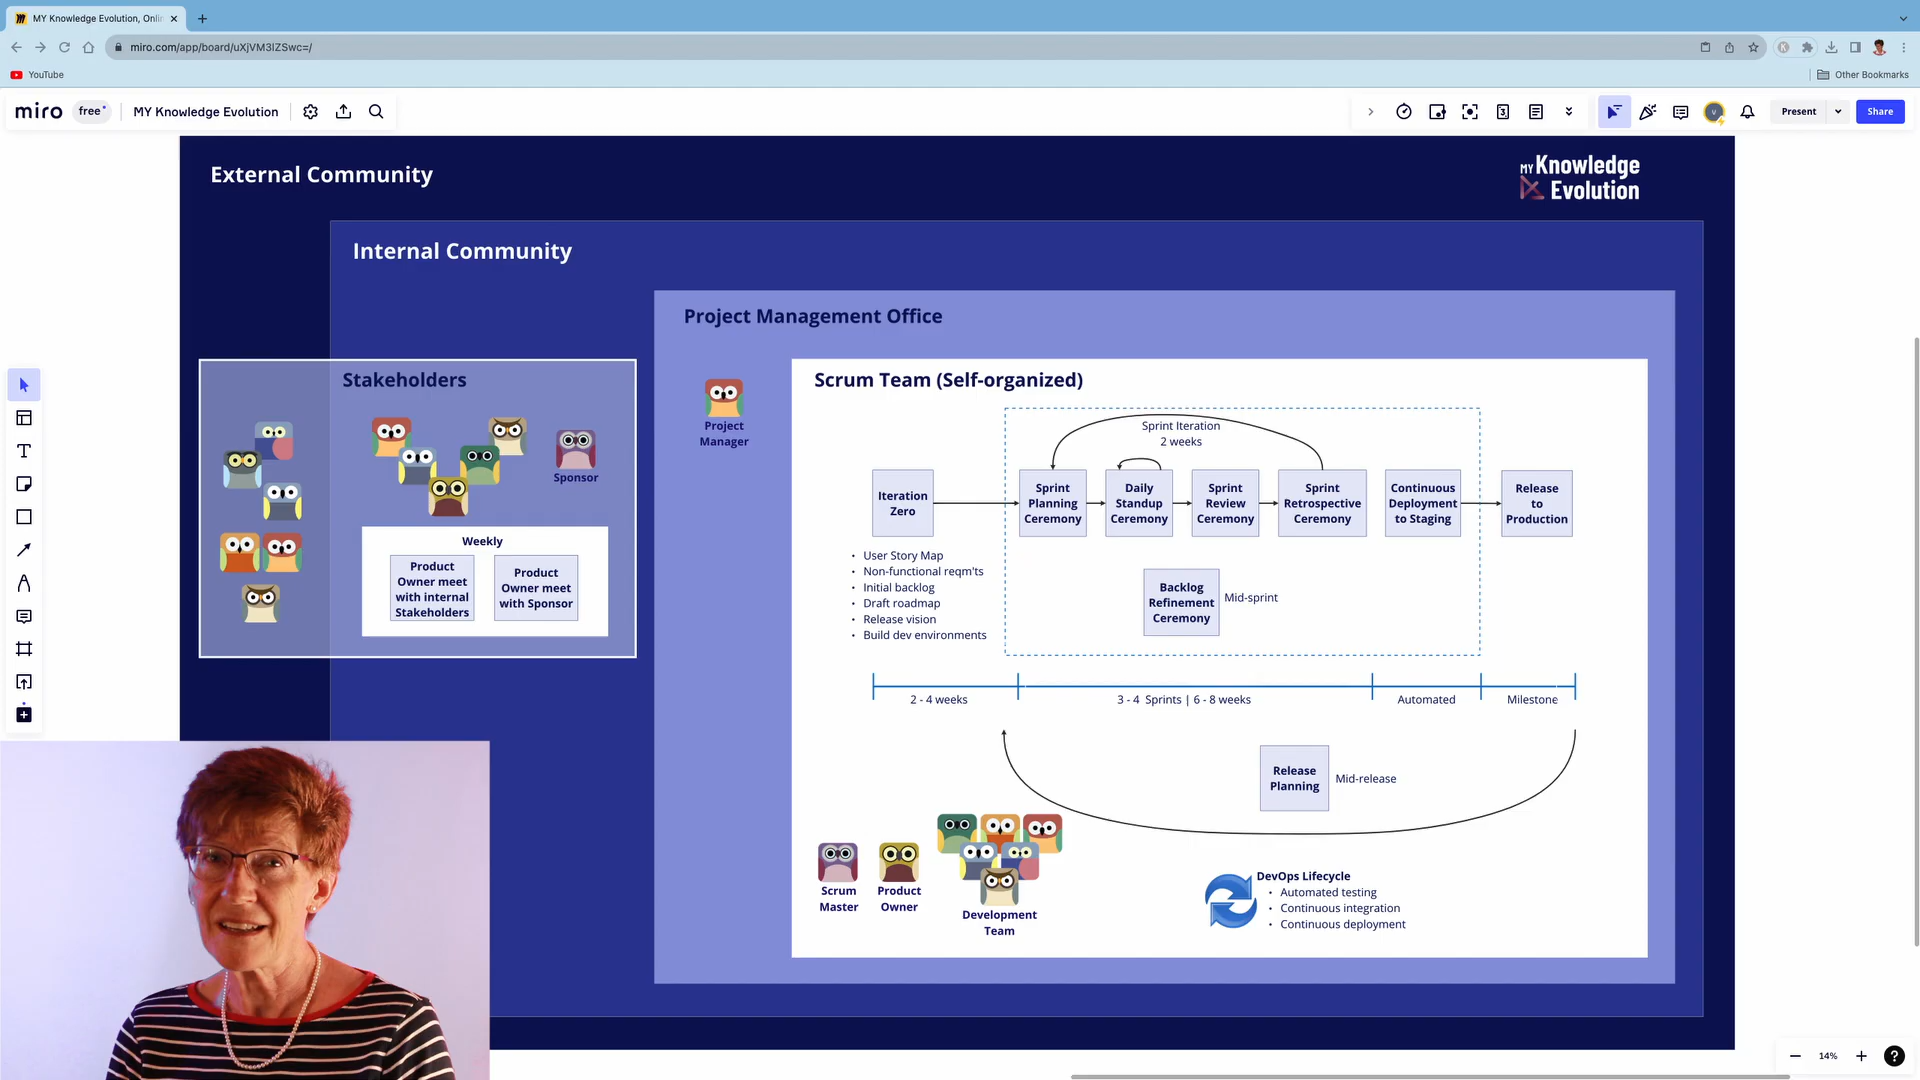 MY Knowledge Evolution, Onlin
miro.com/app/board/uXjVM3IZSwc=/
YouTube
Other Bookmarks
miro
free
MY Knowledge Evolution
Present
Share
External Community
MY Knowledge
Evolution
Internal Community
Project Management Office
Stakeholders
Sponsor
Weekly
Product
Owner meet
with internal
Stakeholders
Product
Owner meet
with Sponsor
Project
Manager
Scrum Team (Self-organized)
Sprint Iteration
2 weeks
Iteration
Zero
Sprint
Planning
Ceremony
Daily
Standup
Ceremony
Sprint
Review
Ceremony
Sprint
Retrospective
Ceremony
Continuous
Deployment
to Staging
Release
to
Production
• User Story Map
• Non-functional reqm'ts
• Initial backlog
• Draft roadmap
• Release vision
• Build dev environments
Backlog
Refinement
Ceremony
Mid-sprint
2 - 4 weeks
3 - 4 Sprints | 6 - 8 weeks
Automated
Milestone
Release
Planning
Mid-release
Scrum
Master
Product
Owner
Development
Team
DevOps Lifecycle
• Automated testing
• Continuous integration
• Continuous deployment
14%